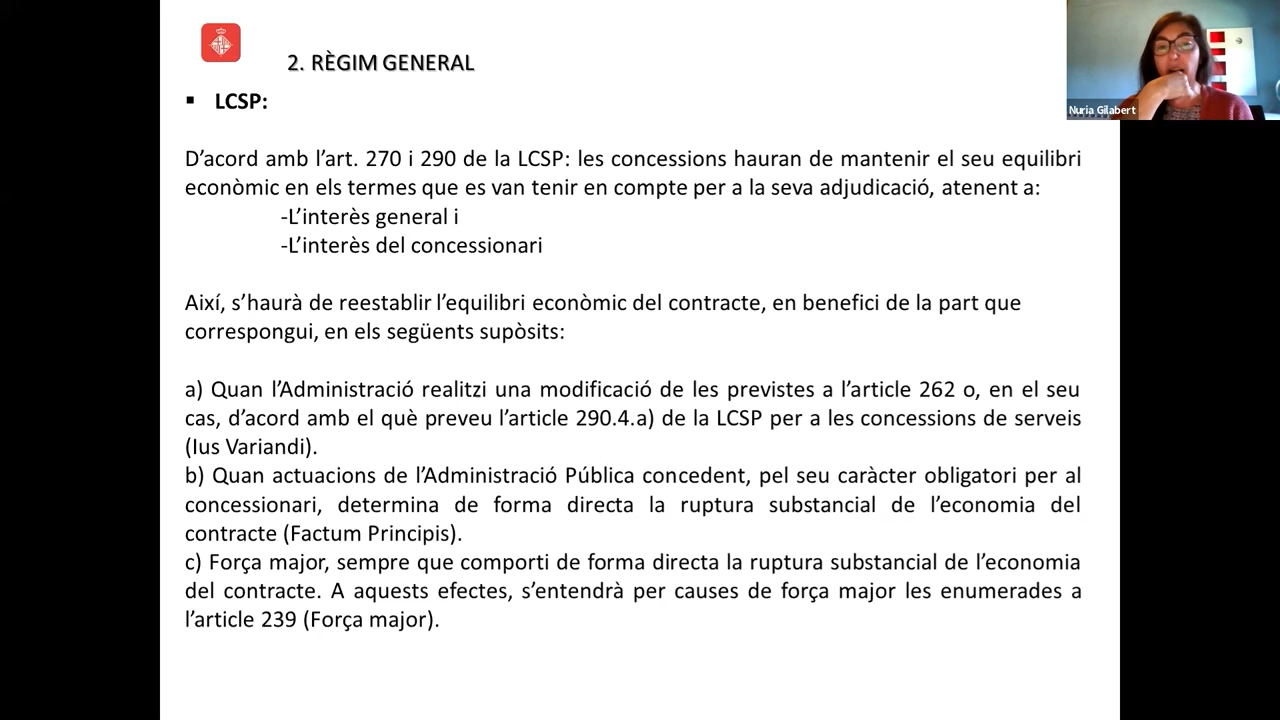 2. RÈGIM GENERAL
▪ LCSP:
Nuria Gilabert
D’acord amb l’art. 270 i 290 de la LCSP: les concessions hauran de mantenir el seu equilibri
econòmic en els termes que es van tenir en compte per a la seva adjudicació, atenent a:
-L’interès general i
-L’interès del concessionari
Així, s’haurà de reestablir l’equilibri econòmic del contracte, en benefici de la part que
correspongui, en els següents supòsits:
a) Quan l’Administració realitzi una modificació de les previstes a l’article 262 o, en el seu
cas, d’acord amb el què preveu l’article 290.4.a) de la LCSP per a les concessions de serveis
(Ius Variandi).
b) Quan actuacions de l’Administració Pública concedent, pel seu caràcter obligatori per al
concessionari, determina de forma directa la ruptura substancial de l’economia del
contracte (Factum Principis).
c) Força major, sempre que comporti de forma directa la ruptura substancial de l’economia
del contracte. A aquests efectes, s’entendrà per causes de força major les enumerades a
l’article 239 (Força major).